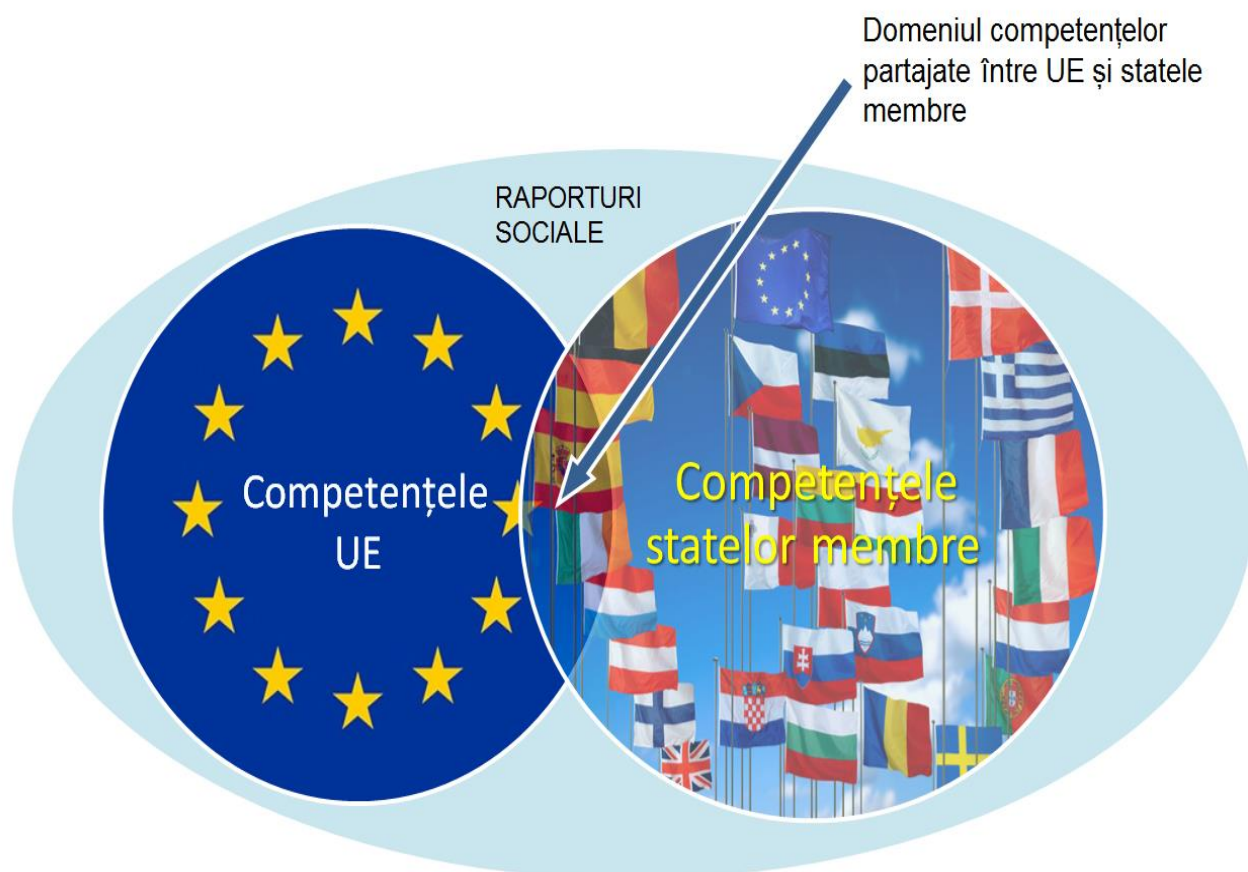 Domeniul competențelor
partajate între UE și statele
membre
RAPORTURI
SOCIALE
Competențele
UE
Competențele
statelor membre